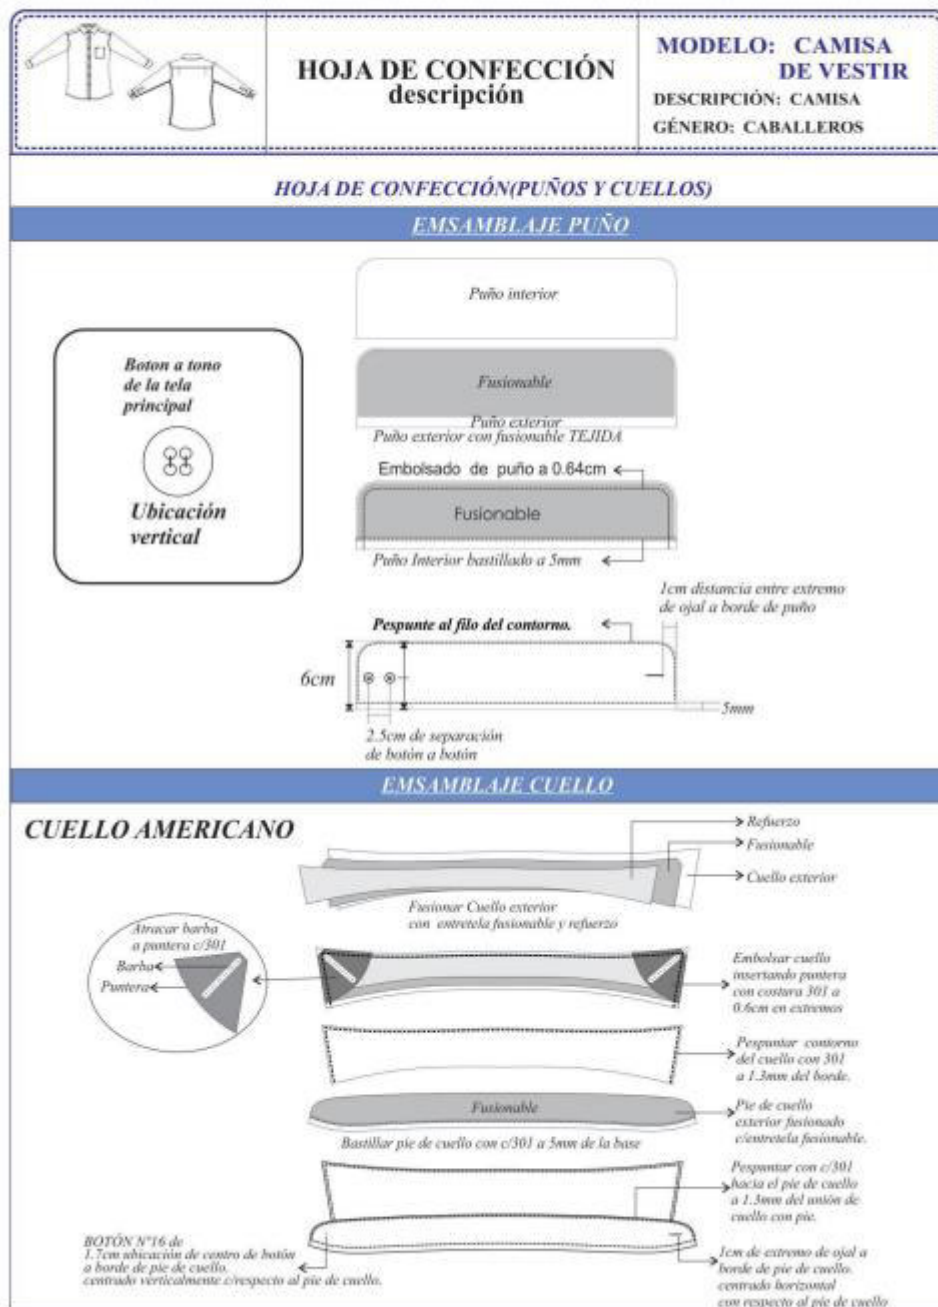 HOJA DE CONFECCIÓN
descripción
MODELO: CAMISA
DE VESTIR
DESCRIPCIÓN: CAMISA
GÉNERO: CABALLEROS
HOJA DE CONFECCIÓN(PUÑOS Y CUELLOS)
EMSAMBLAJE PUÑO
Boton a tono
de la tela
principal
Ubicación
vertical
Puño interior
Fusionable
Puño exterior
Puño exterior con fusionable TEJIDA
Embolsado de puño a 0.64cm
Fusionable
Puño Interior bastillado a 5mm
1cm distancia entre extremo
de ojal a borde de puño
Pespunte al filo del contorno.
6cm
5mm
2.5cm de separación
de botón a botón
EMSAMBLAJE CUELLO
CUELLO AMERICANO
Refuerzo
Fusionable
Cuello exterior
Fusionar Cuello exterior
con entretela fusionable y refuerzo
Atracar barba
a puntera c/301
Barba
Puntera
Embolsar cuello
insertando puntera
con costura 301 a
0.6cm en extremos
Pespuntar contorno
del cuello con 301
a 1.3mm del borde.
Fusionable
Pie de cuello
exterior fusionado
c/entretela fusionable.
Bastillar pie de cuello con c/301 a 5mm de la base
Pespuntar con c/301
hacia el pie de cuello
a 1.3mm del unión de
cuello con pie.
BOTÓN N°16 de
1.7cm ubicación de centro de botón
a borde de pie de cuello.
centrado verticalmente c/respecto al pie de cuello.
1cm de extremo de ojal a
borde de pie de cuello.
centrado horizontal
con respecto al pie de cuello